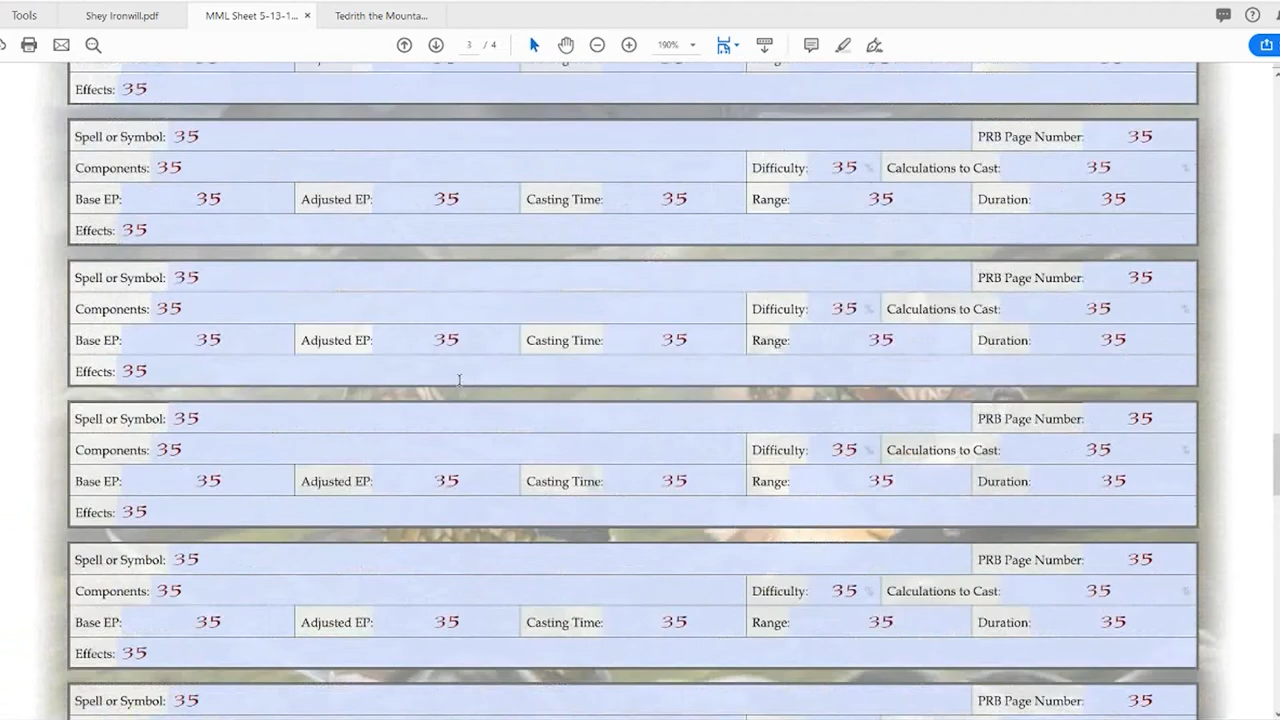 Tools Shey Ironwill.pdf MML Sheet 5-13-1... × Tedrith the Mounta...
3 / 4 190%
Effects: 35
Spell or Symbol: 35 PRB Page Number: 35
Components: 35 Difficulty: 35 % Calculations to Cast: 35 %
Base EP: 35 Adjusted EP: 35 Casting Time: 35 Range: 35 Duration: 35
Effects: 35
Spell or Symbol: 35 PRB Page Number: 35
Components: 35 Difficulty: 35 % Calculations to Cast: 35 %
Base EP: 35 Adjusted EP: 35 Casting Time: 35 Range: 35 Duration: 35
Effects: 35
Spell or Symbol: 35 PRB Page Number: 35
Components: 35 Difficulty: 35 % Calculations to Cast: 35 %
Base EP: 35 Adjusted EP: 35 Casting Time: 35 Range: 35 Duration: 35
Effects: 35
Spell or Symbol: 35 PRB Page Number: 35
Components: 35 Difficulty: 35 % Calculations to Cast: 35 %
Base EP: 35 Adjusted EP: 35 Casting Time: 35 Range: 35 Duration: 35
Effects: 35
Spell or Symbol: 35 PRB Page Number: 35